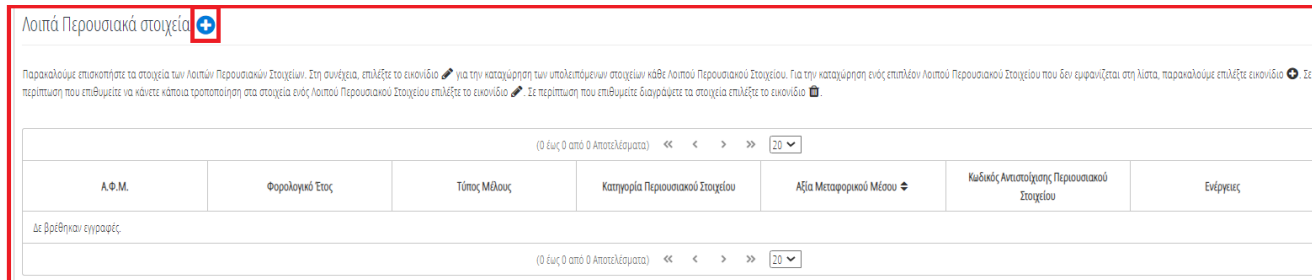 Λοιπά Περουσιακά στοιχεία
Παρακαλούμε επισκοπήστε τα στοιχεία των Λοιπών Περουσιακών Στοιχείων. Στη συνέχεια, επιλέξτε το εικονίδιο για την καταχώρηση των υπολειπόμενων στοιχείων κάθε Λοιπού Περουσιακού Στοιχείου. Για την καταχώρηση ενός επιπλέον Λοιπού Περουσιακού Στοιχείου που δεν εμφανίζεται στη λίστα, παρακαλούμε επιλέξτε εικονίδιο . Σε
περίπτωση που επιθυμείτε να κάνετε κάποια τροποποίηση στα στοιχεία ενός Λοιπού Περουσιακού Στοιχείου επιλέξτε το εικονίδιο . Σε περίπτωση που επιθυμείτε διαγράψετε τα στοιχεία επιλέξτε το εικονίδιο .
(0 έως 0 από 0 Αποτελέσματα) 20
Α.Φ.Μ. Φορολογικό Έτος Τύπος Μέλους Κατηγορία Περιουσιακού Στοιχείου Αξία Μεταφορικού Μέσου Κωδικός Αντιστοίχισης Περιουσιακού Στοιχείου Ενέργειες
Δε βρέθηκαν εγγραφές.
(0 έως 0 από 0 Αποτελέσματα) 20